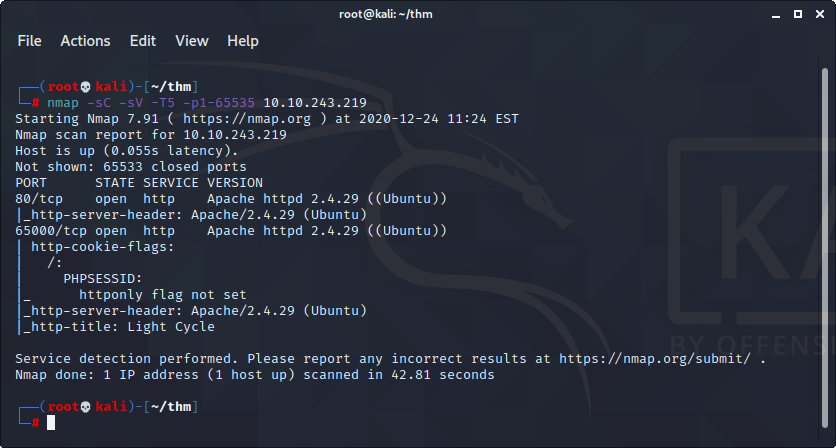 root@kali: ~/thm
File Actions Edit View Help
┌──(root💀kali)-[~/thm]
└─# nmap -sC -sV -T5 -p1-65535 10.10.243.219
Starting Nmap 7.91 ( https://nmap.org ) at 2020-12-24 11:24 EST
Nmap scan report for 10.10.243.219
Host is up (0.055s latency).
Not shown: 65533 closed ports
PORT      STATE SERVICE VERSION
80/tcp    open  http    Apache httpd 2.4.29 ((Ubuntu))
|_http-server-header: Apache/2.4.29 (Ubuntu)
65000/tcp open  http    Apache httpd 2.4.29 ((Ubuntu))
| http-cookie-flags:
|   /:
|     PHPSESSID:
|_      httponly flag not set
|_http-server-header: Apache/2.4.29 (Ubuntu)
|_http-title: Light Cycle
Service detection performed. Please report any incorrect results at https://nmap.org/submit/ .
Nmap done: 1 IP address (1 host up) scanned in 42.81 seconds
┌──(root💀kali)-[~/thm]
└─#
KA
BY OFFENSI